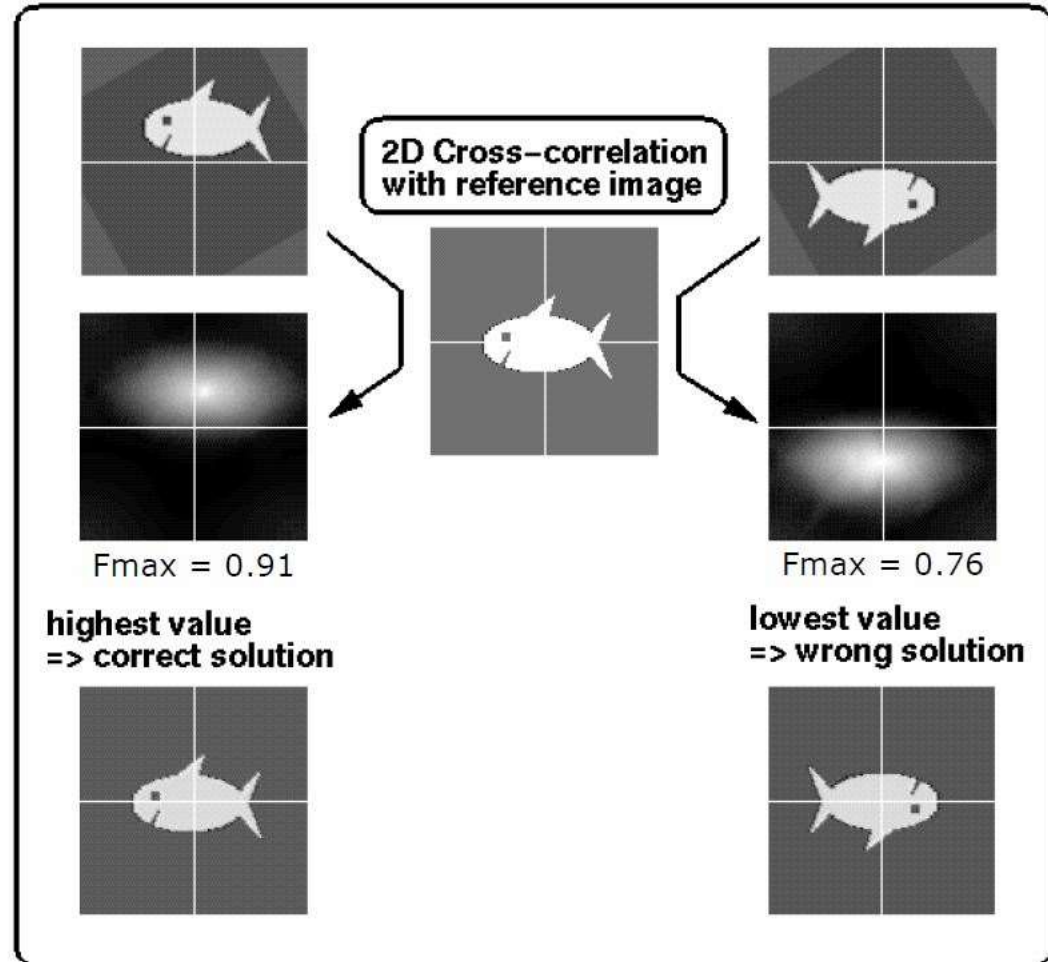 2D Cross-correlation
with reference image
Fmax = 0.91
Fmax = 0.76
highest value
=> correct solution
lowest value
=> wrong solution